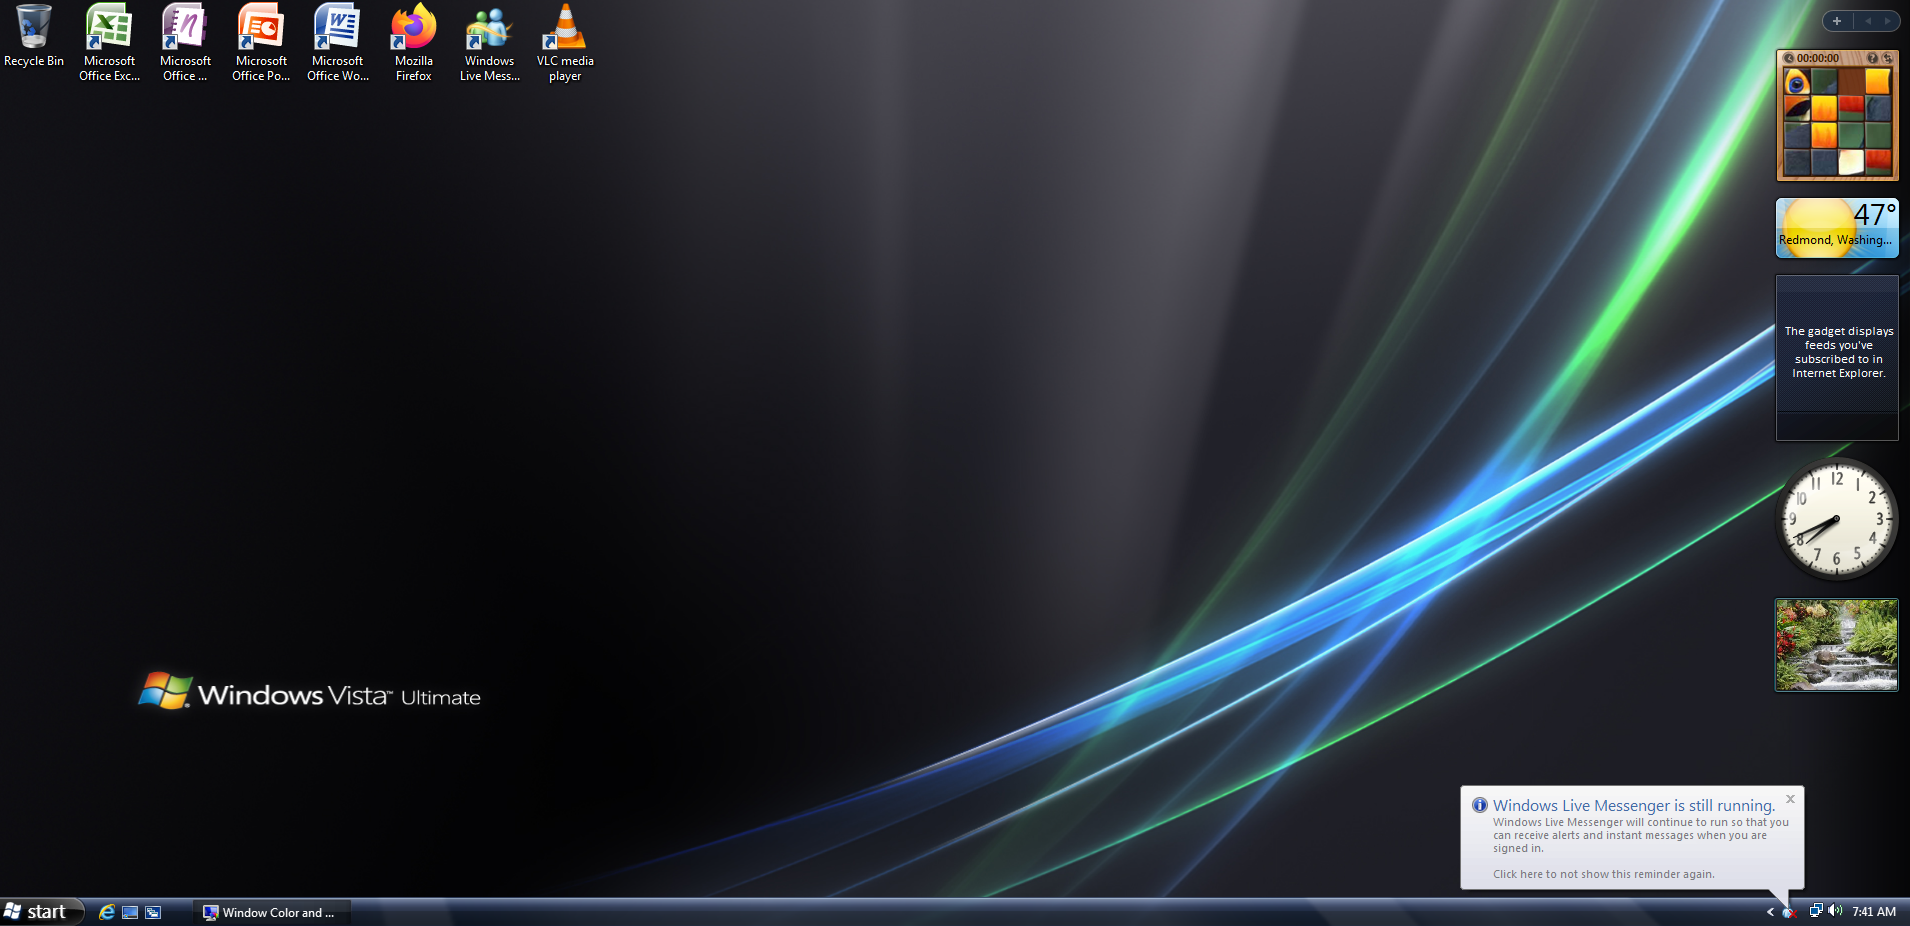 Recycle Bin
Microsoft
Office Exc...
Microsoft
Office ...
Microsoft
Office Po...
Microsoft
Office Wo...
Mozilla
Firefox
Windows
Live Mess...
VLC media
player
00:00:00
?
47°
Redmond, Washing...
The gadget displays
feeds you've
subscribed to in
Internet Explorer.
12
1
2
3
4
5
6
7
8
9
10
11
Windows Vista™ Ultimate
Windows Live Messenger is still running.
Windows Live Messenger will continue to run so that you
can receive alerts and instant messages when you are
signed in.
Click here to not show this reminder again.
start
Window Color and ...
7:41 AM